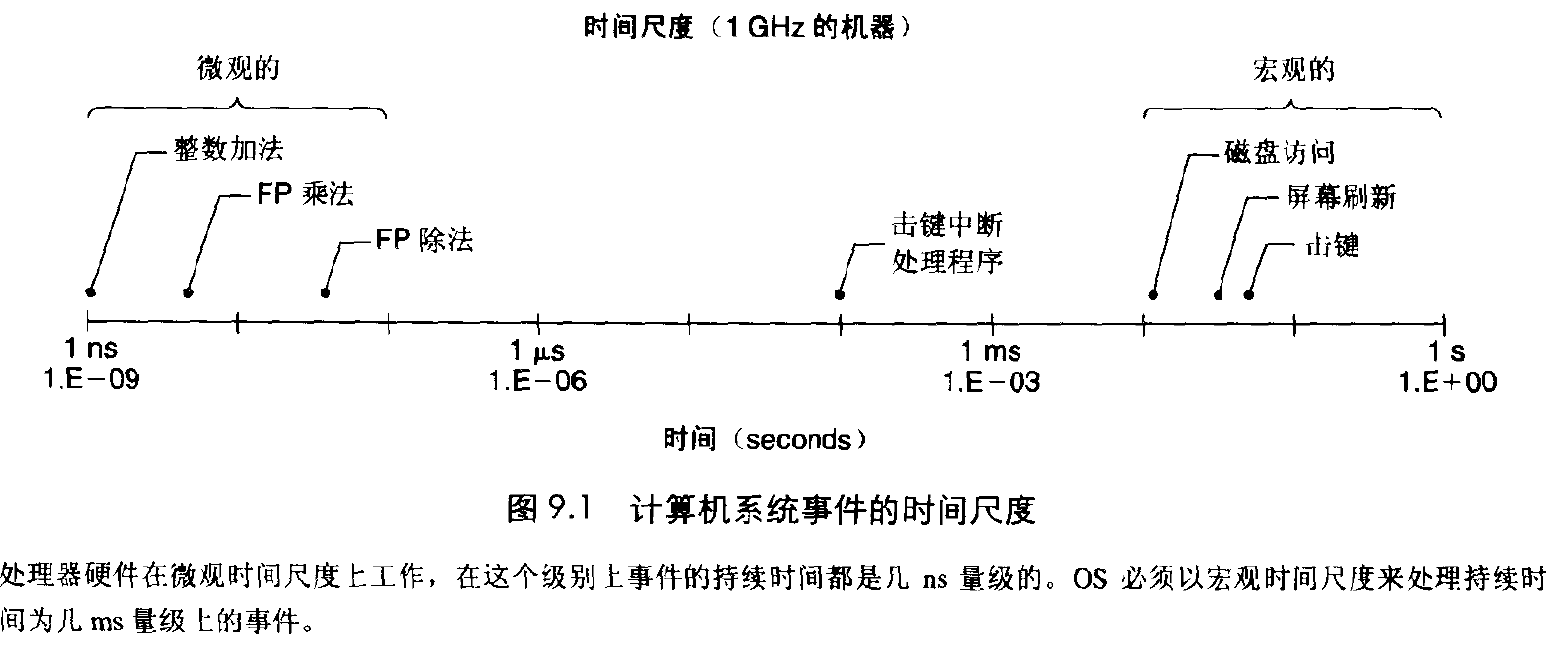 时间尺度（1 GHz 的机器）
微观的
宏观的
整数加法
FP 乘法
FP 除法
击键中断
处理程序
磁盘访问
屏幕刷新
击键
1 ns
1.E−09
1 μs
1.E−06
1 ms
1.E−03
1 s
1.E+00
时间（seconds）
图 9.1 计算机系统事件的时间尺度
处理器硬件在微观时间尺度上工作，在这个级别上事件的持续时间都是几 ns 量级的。OS 必须以宏观时间尺度来处理持续时
间为几 ms 量级上的事件。